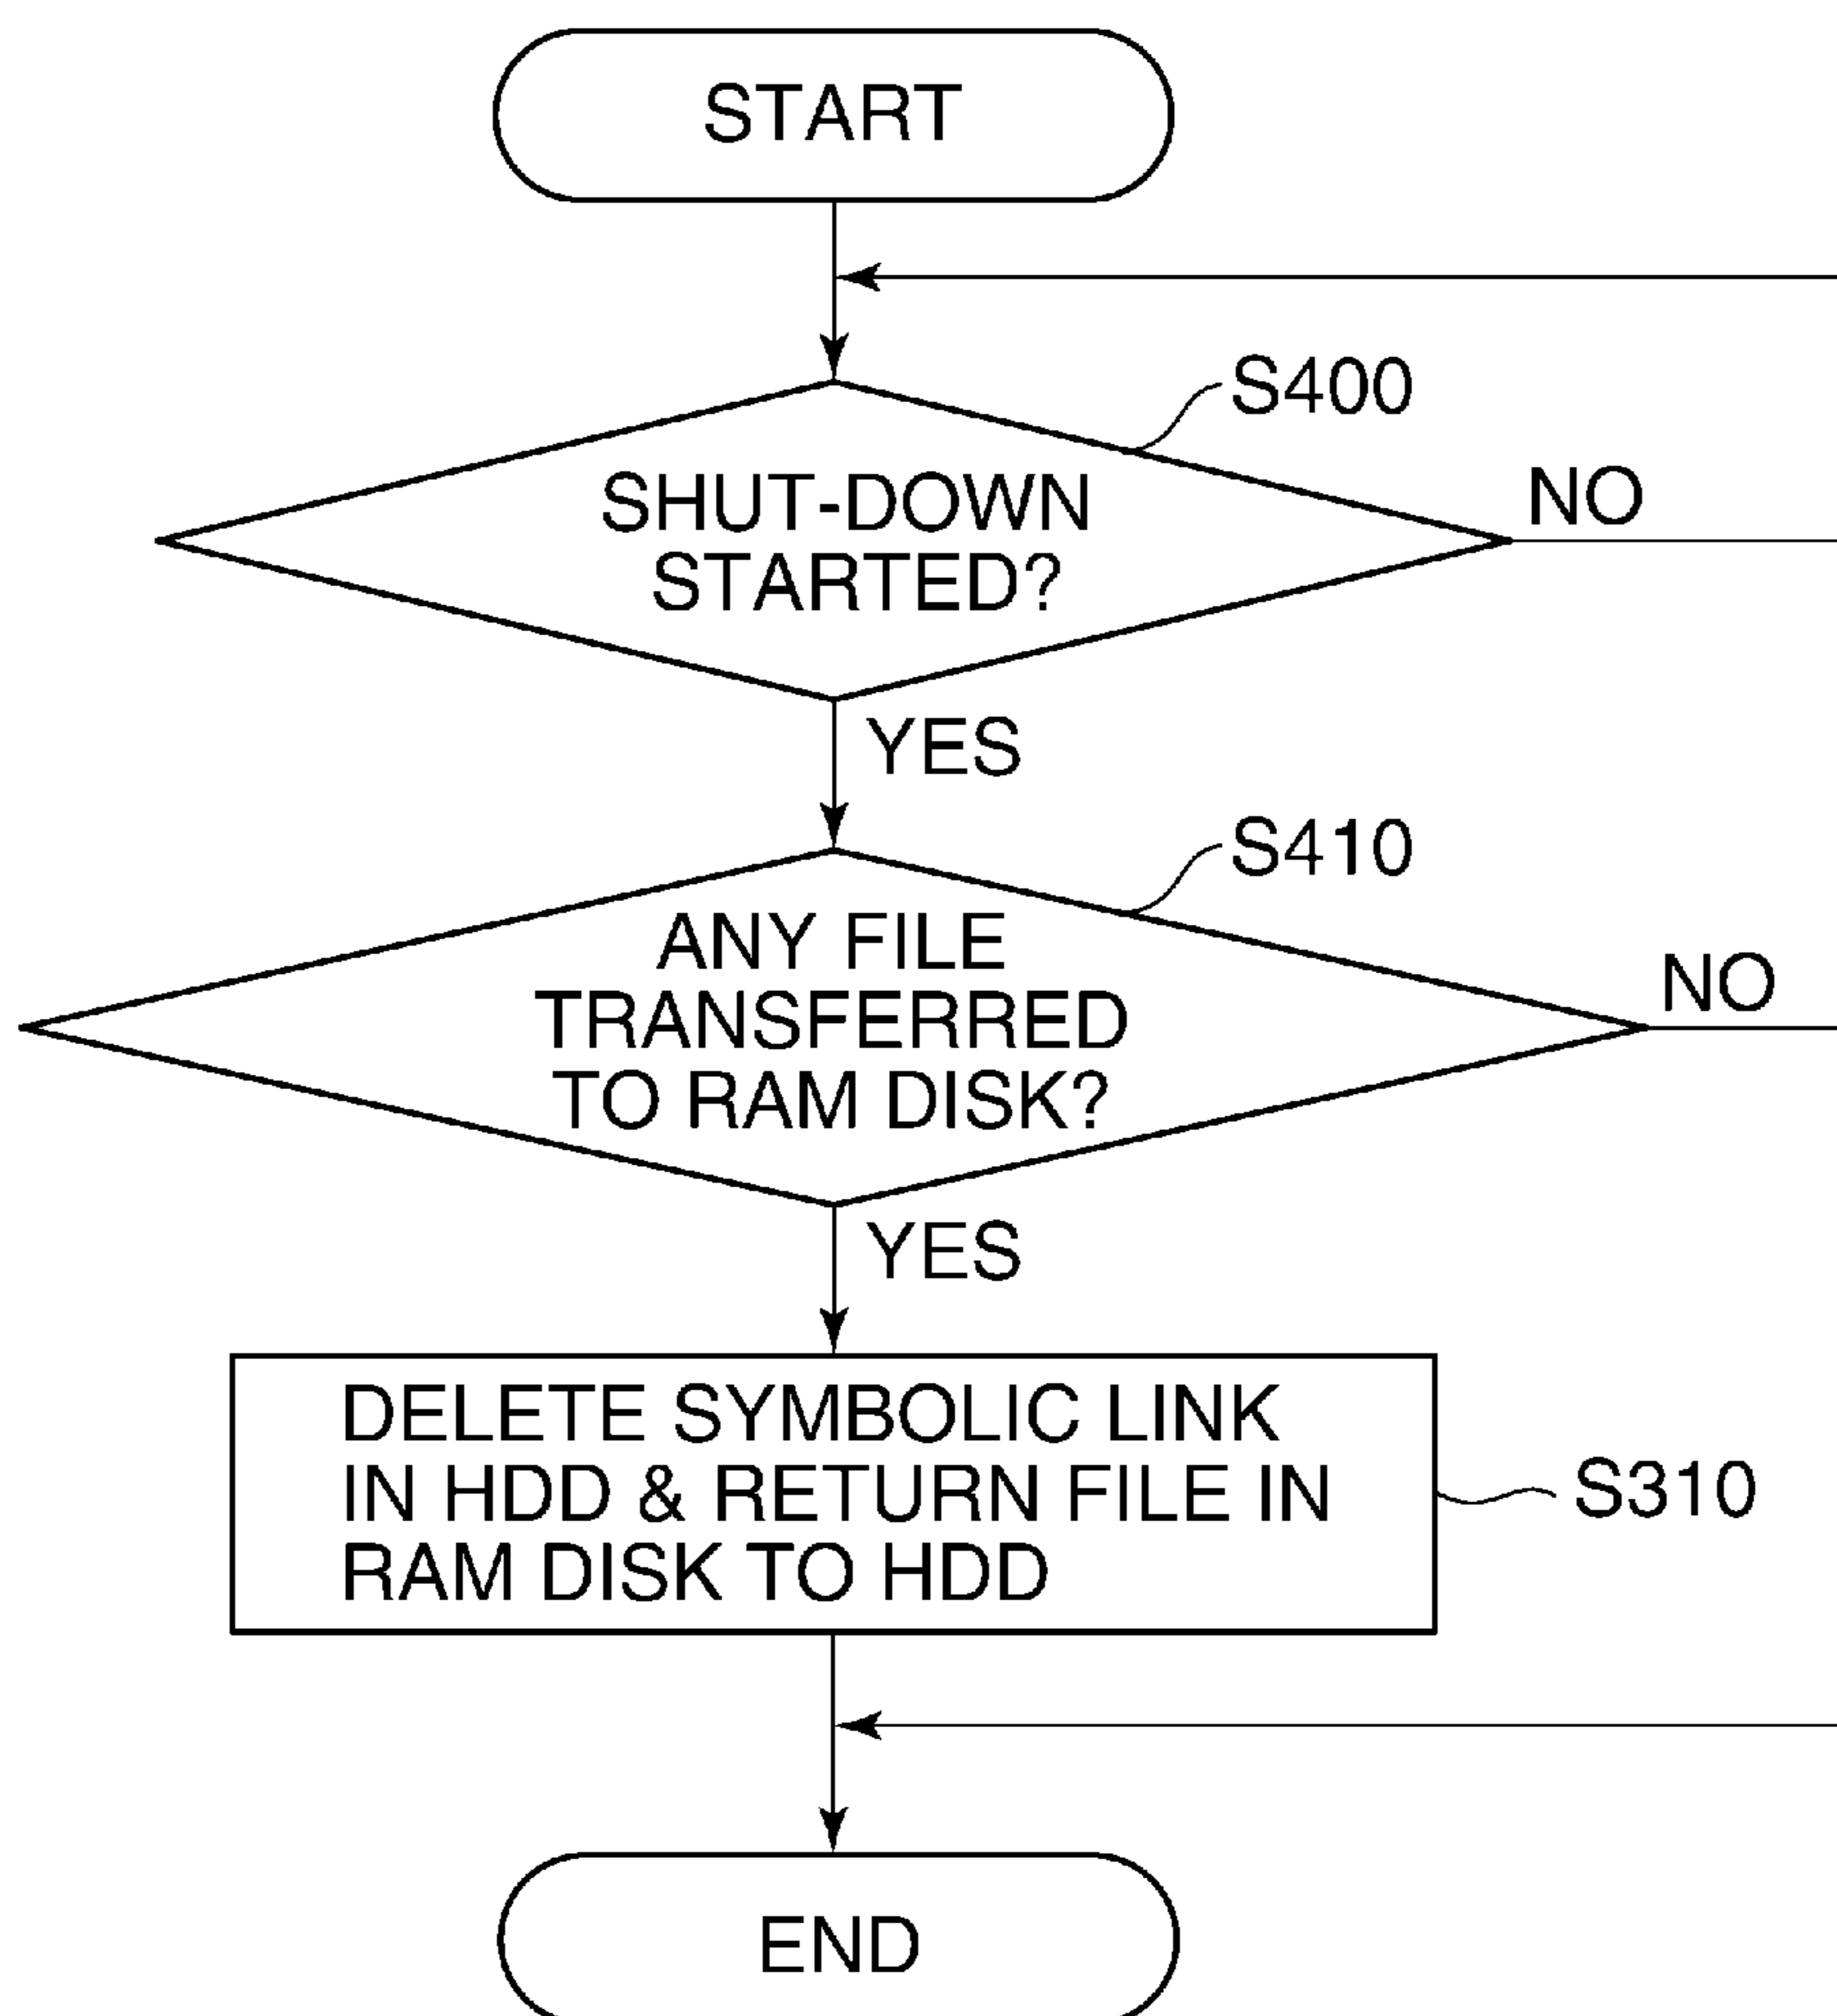 START
S400
SHUT-DOWN
STARTED?
NO
YES
S410
ANY FILE
TRANSFERRED
TO RAM DISK?
NO
YES
DELETE SYMBOLIC LINK
IN HDD & RETURN FILE IN
RAM DISK TO HDD
S310
END